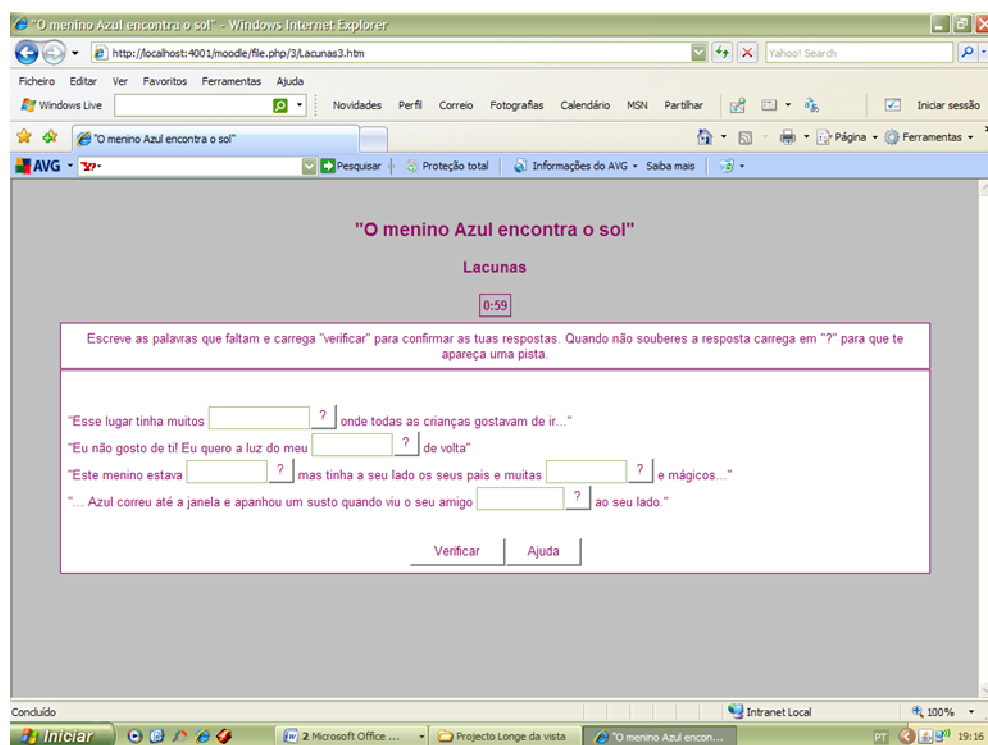 "O menino Azul encontra o sol" - Windows Internet Explorer
http://localhost:4001/moodle/file.php/3/Lacunas3.htm Yahoo! Search
Ficheiro Editar Ver Favoritos Ferramentas Ajuda
Windows Live Novidades Perfil Correio Fotografias Calendário MSN Partilhar Iniciar sessão
"O menino Azul encontra o sol" Página Ferramentas
AVG Pesquisar Proteção total Informações do AVG Saiba mais
"O menino Azul encontra o sol"
Lacunas
0:59
Escreve as palavras que faltam e carrega "verificar" para confirmar as tuas respostas. Quando não souberes a resposta carrega em "?" para que te
apareça uma pista.
"Esse lugar tinha muitos ? onde todas as crianças gostavam de ir..."
"Eu não gosto de ti! Eu quero a luz do meu ? de volta"
"Este menino estava ? mas tinha a seu lado os seus pais e muitas ? e mágicos..."
"... Azul correu até a janela e apanhou um susto quando viu o seu amigo ? ao seu lado."
Verificar Ajuda
Concluído Intranet Local 100%
Iniciar 2 Microsoft Office ... Projecto Longe da vista "O menino Azul encon... PT 19:16